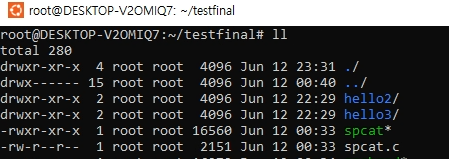 root@DESKTOP-V2OMIQ7: ~/testfinal
root@DESKTOP-V2OMIQ7:~/testfinal# ll
total 280
drwxr-xr-x 4 root root 4096 Jun 12 23:31 ./
drwx------ 15 root root 4096 Jun 12 00:40 ../
drwxr-xr-x 2 root root 4096 Jun 12 22:29 hello2/
drwxr-xr-x 2 root root 4096 Jun 12 22:29 hello3/
-rwxr-xr-x 1 root root 16560 Jun 12 00:33 spcat*
-rw-r--r-- 1 root root 2151 Jun 12 00:33 spcat.c